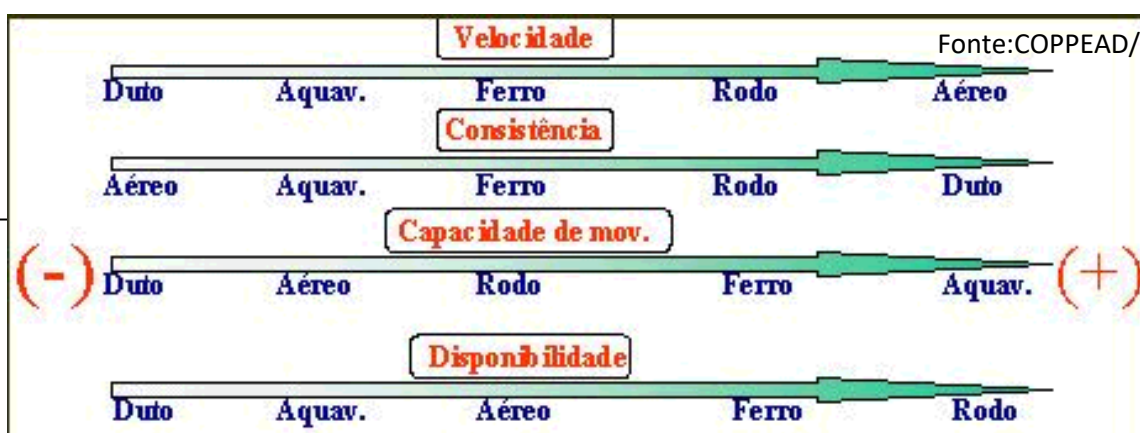 Velocidade
Fonte:COPPEAD/
Duto Aquav. Ferro Rodo Aéreo
Consistência
Aéreo Aquav. Ferro Rodo Duto
Capacidade de mov.
(-) Duto Aéreo Rodo Ferro Aquav. (+)
Disponibilidade
Duto Aquav. Aéreo Ferro Rodo